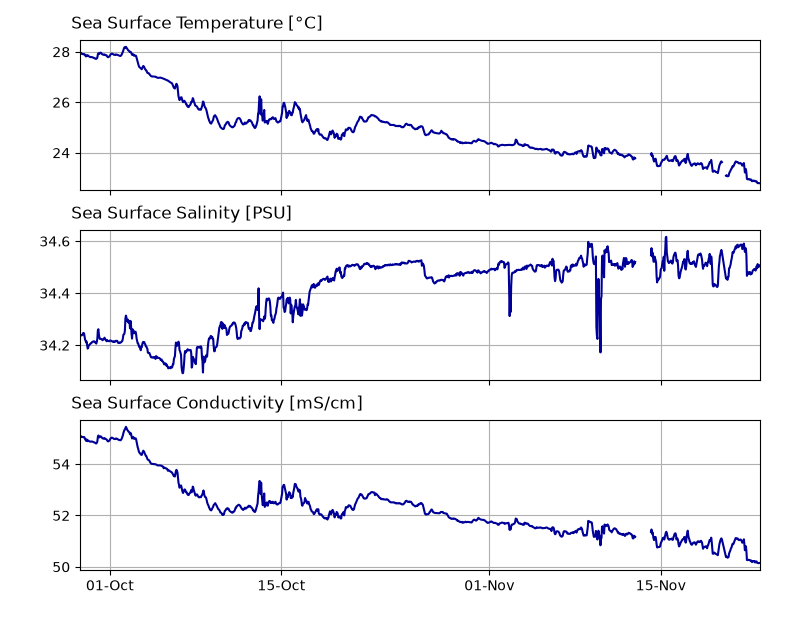 Sea Surface Temperature [°C]
28
26
24
Sea Surface Salinity [PSU]
34.6
34.4
34.2
Sea Surface Conductivity [mS/cm]
54
52
50
01-Oct 15-Oct 01-Nov 15-Nov